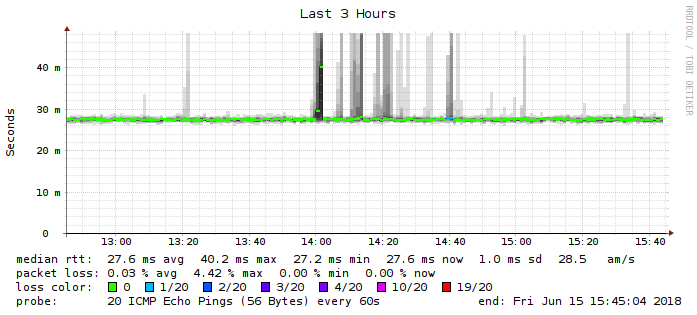 Last 3 Hours
RRDTOOL / TOBI OETIKER
Seconds
40 m
30 m
20 m
10 m
0
13:00 13:20 13:40 14:00 14:20 14:40 15:00 15:20 15:40
median rtt: 27.6 ms avg 40.2 ms max 27.2 ms min 27.6 ms now 1.0 ms sd 28.5 am/s
packet loss: 0.03 % avg 4.42 % max 0.00 % min 0.00 % now
loss color: 0 1/20 2/20 3/20 4/20 10/20 19/20
probe: 20 ICMP Echo Pings (56 Bytes) every 60s end: Fri Jun 15 15:45:04 2018